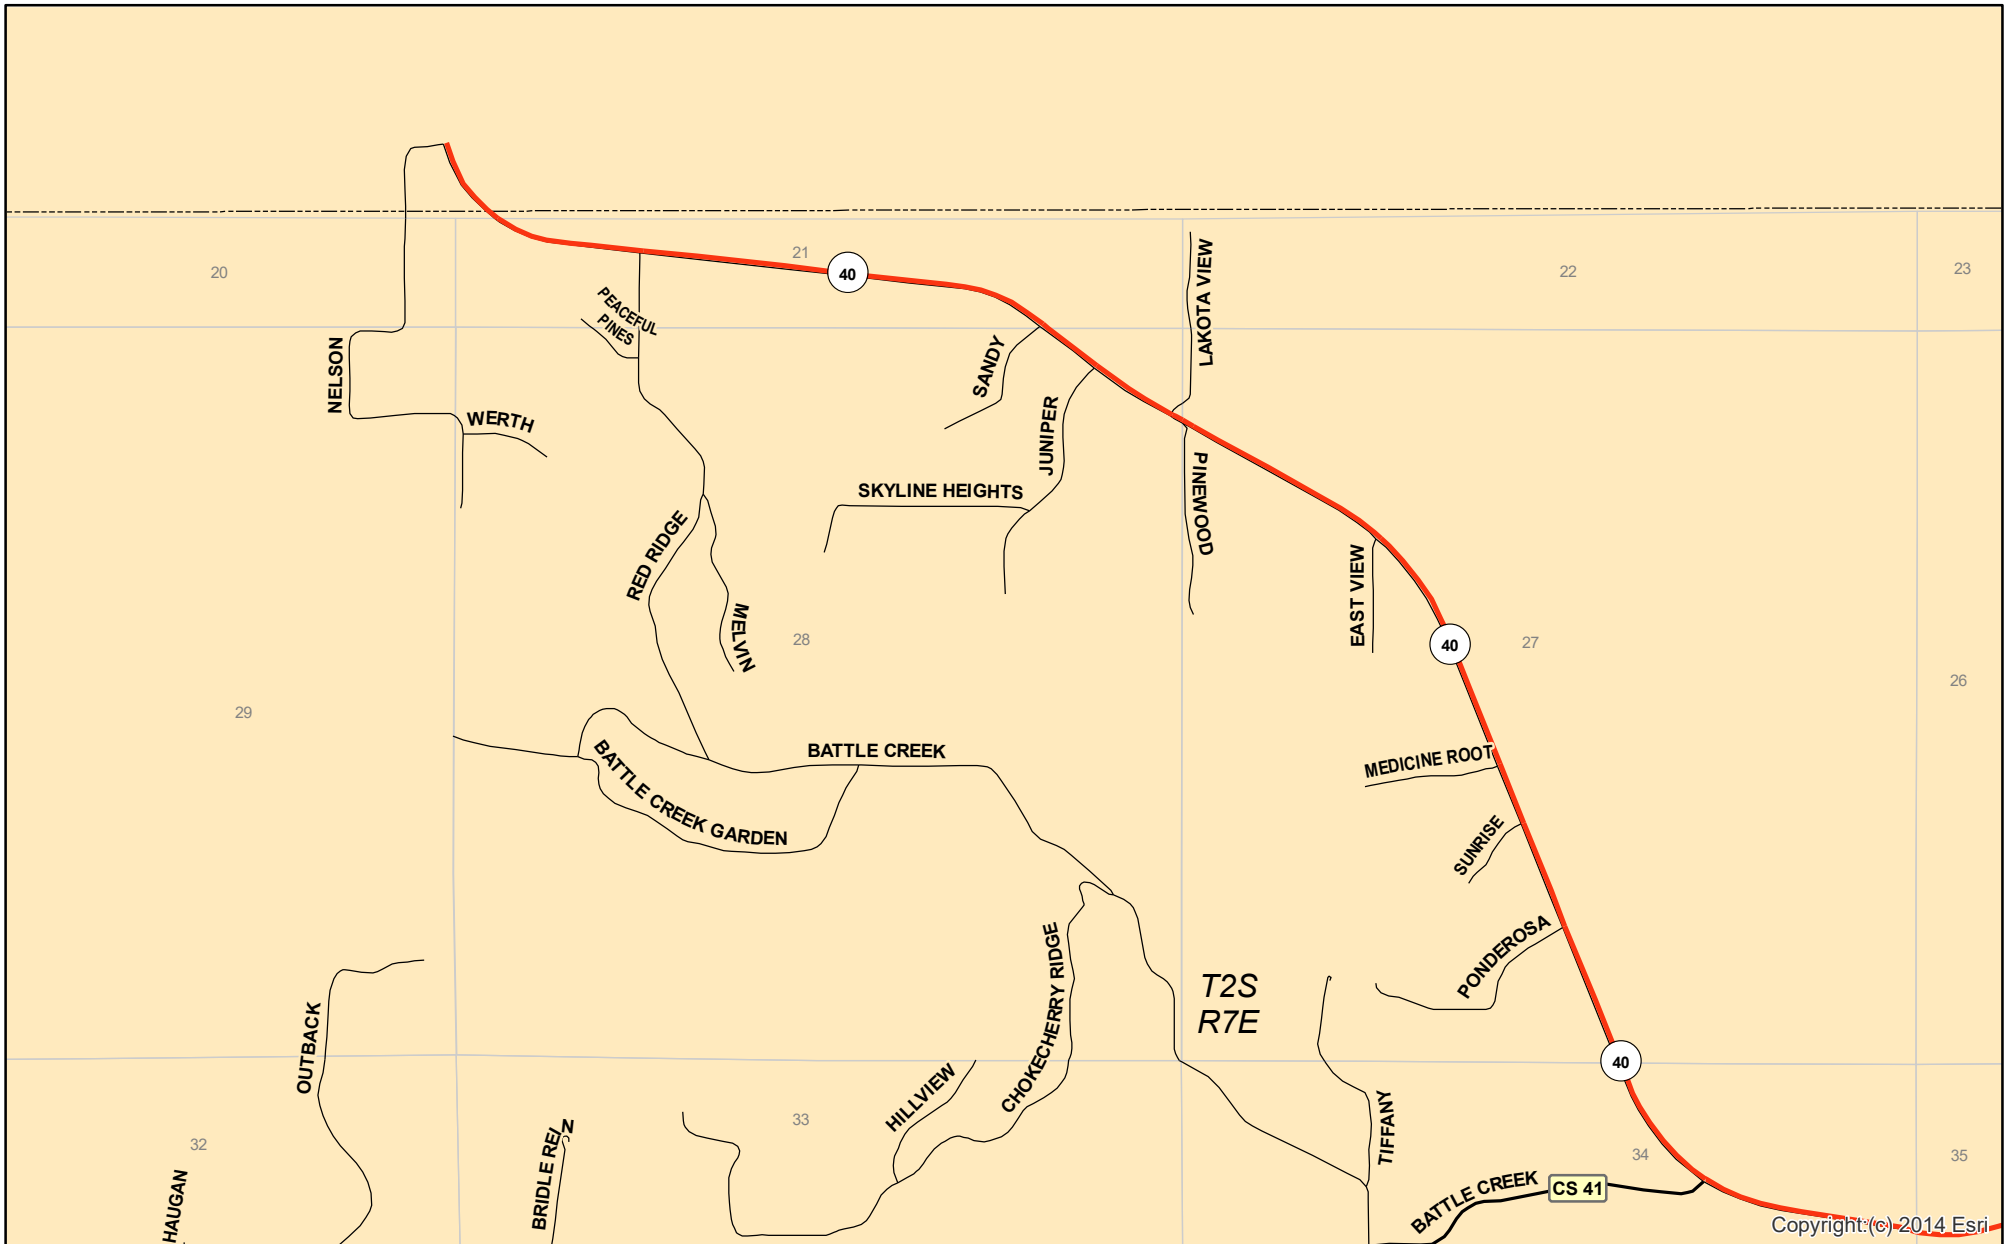 20
21
40
22
23
LAKOTA VIEW
PEACEFUL
PINES
NELSON
SANDY
WERTH
JUNIPER
SKYLINE HEIGHTS
PINEWOOD
RED RIDGE
EAST VIEW
MELVIN
28
40
27
26
29
BATTLE CREEK
MEDICINE ROOT
BATTLE CREEK GARDEN
SUNRISE
PONDEROSA
CHOKECHERRY RIDGE
T2S
R7E
OUTBACK
40
HILLVIEW
33
TIFFANY
32
BRIDLE REIN
34
35
HAUGAN
BATTLE CREEK
CS 41
Copyright:(c) 2014 Esri